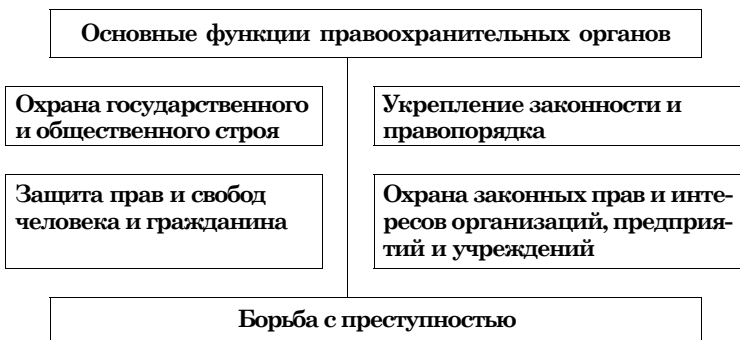 Основные функции правоохранительных органов
Охрана государственного
и общественного строя
Укрепление законности и
правопорядка
Защита прав и свобод
человека и гражданина
Охрана законных прав и инте-
ресов организаций, предприя-
тий и учреждений
Борьба с преступностью